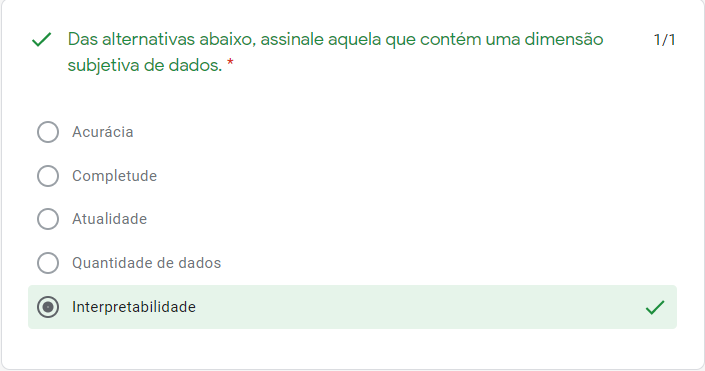 Das alternativas abaixo, assinale aquela que contém uma dimensão 1/1
subjetiva de dados. *
Acurácia
Completude
Atualidade
Quantidade de dados
Interpretabilidade